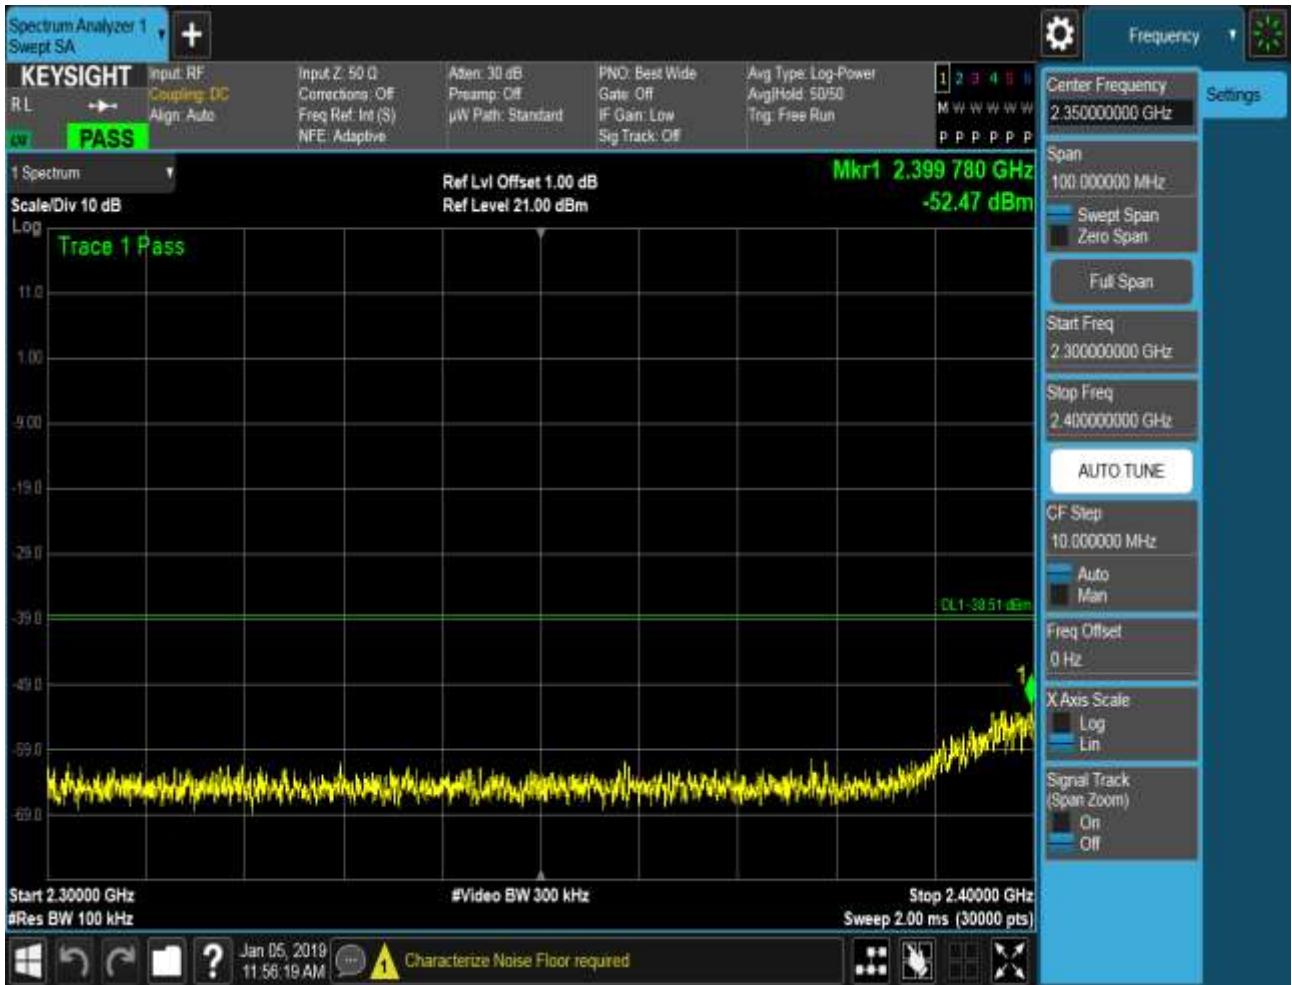 Spectrum Analyzer 1
Swept SA
+
Frequency
KEYSIGHT
RL
PASS
Input: RF
Coupling: DC
Align: Auto
Input Z: 50 Ω
Corrections: Off
Freq Ref: Int (S)
NFE: Adaptive
Atten: 30 dB
Preamp: Off
µW Path: Standard
PNO: Best Wide
Gate: Off
IF Gain: Low
Sig Track: Off
Avg Type: Log-Power
Avg|Hold: 50/50
Trig: Free Run
1 2 3 4 5 6
M W W W W W
P P P P P P
1 Spectrum
Scale/Div 10 dB
Ref Lvl Offset 1.00 dB
Ref Level 21.00 dBm
Mkr1 2.399 780 GHz
-52.47 dBm
Log
Trace 1 Pass
11.0
1.00
-9.00
-19.0
-29.0
-39.0
-49.0
-59.0
-69.0
DL1 -38.51 dBm
1
Start 2.30000 GHz
#Video BW 300 kHz
Stop 2.40000 GHz
#Res BW 100 kHz
Sweep 2.00 ms (30000 pts)
Center Frequency
2.350000000 GHz
Settings
Span
100.000000 MHz
Swept Span
Zero Span
Full Span
Start Freq
2.300000000 GHz
Stop Freq
2.400000000 GHz
AUTO TUNE
CF Step
10.000000 MHz
Auto
Man
Freq Offset
0 Hz
X Axis Scale
Log
Lin
Signal Track
(Span Zoom)
On
Off
?
Jan 05, 2019
11:56:19 AM
1
Characterize Noise Floor required